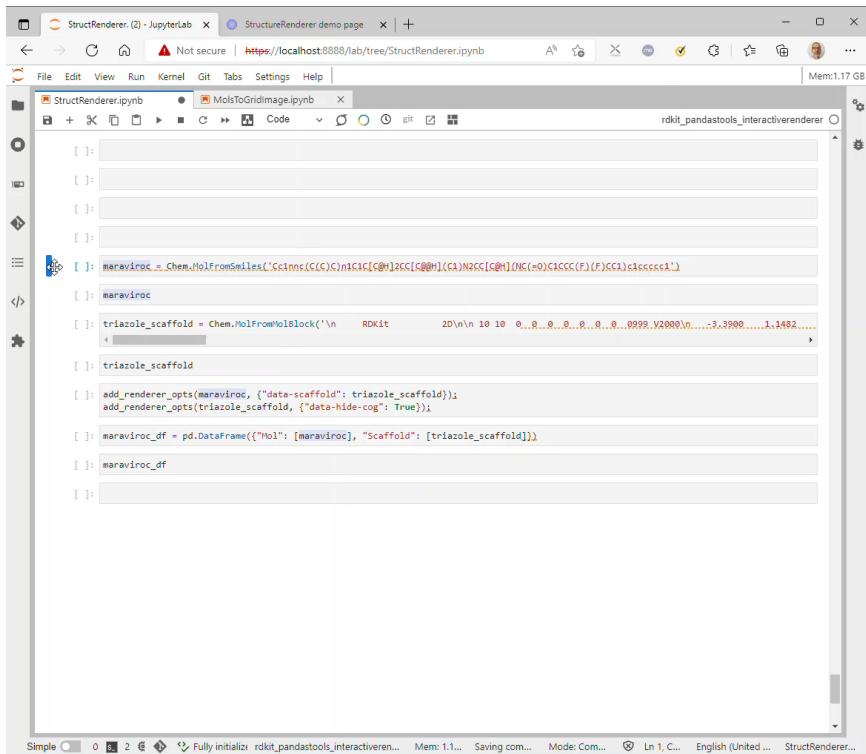 StructRenderer. (2) - JupyterLab
StructureRenderer demo page
Not secure | https://localhost:8888/lab/tree/StructRenderer.ipynb
File Edit View Run Kernel Git Tabs Settings Help
Mem:1.17 GB
StructRenderer.ipynb
MolsToGridImage.ipynb
Code
git
rdkit_pandastools_interactiverenderer
[ ]:
[ ]:
[ ]:
[ ]:
[ ]: maraviroc = Chem.MolFromSmiles('Cc1nnc(C(C)C)n1C1C[C@H]2CC[C@@H](C1)N2CC[C@H](NC(=O)C1CCC(F)(F)CC1)c1ccccc1')
[ ]: maraviroc
[ ]: triazole_scaffold = Chem.MolFromMolBlock('\n RDKit 2D\n\n 10 10 0 0 0 0 0 0 0 0999 V2000\n -3.3900 1.1482
[ ]: triazole_scaffold
[ ]: add_renderer_opts(maraviroc, {"data-scaffold": triazole_scaffold});
add_renderer_opts(triazole_scaffold, {"data-hide-cog": True});
[ ]: maraviroc_df = pd.DataFrame({"Mol": [maraviroc], "Scaffold": [triazole_scaffold]})
[ ]: maraviroc_df
[ ]:
Simple 0 2 Fully initialize rdkit_pandastools_interactiveren... Mem: 1.1... Saving com... Mode: Com... Ln 1, C... English (United ... StructRenderer...